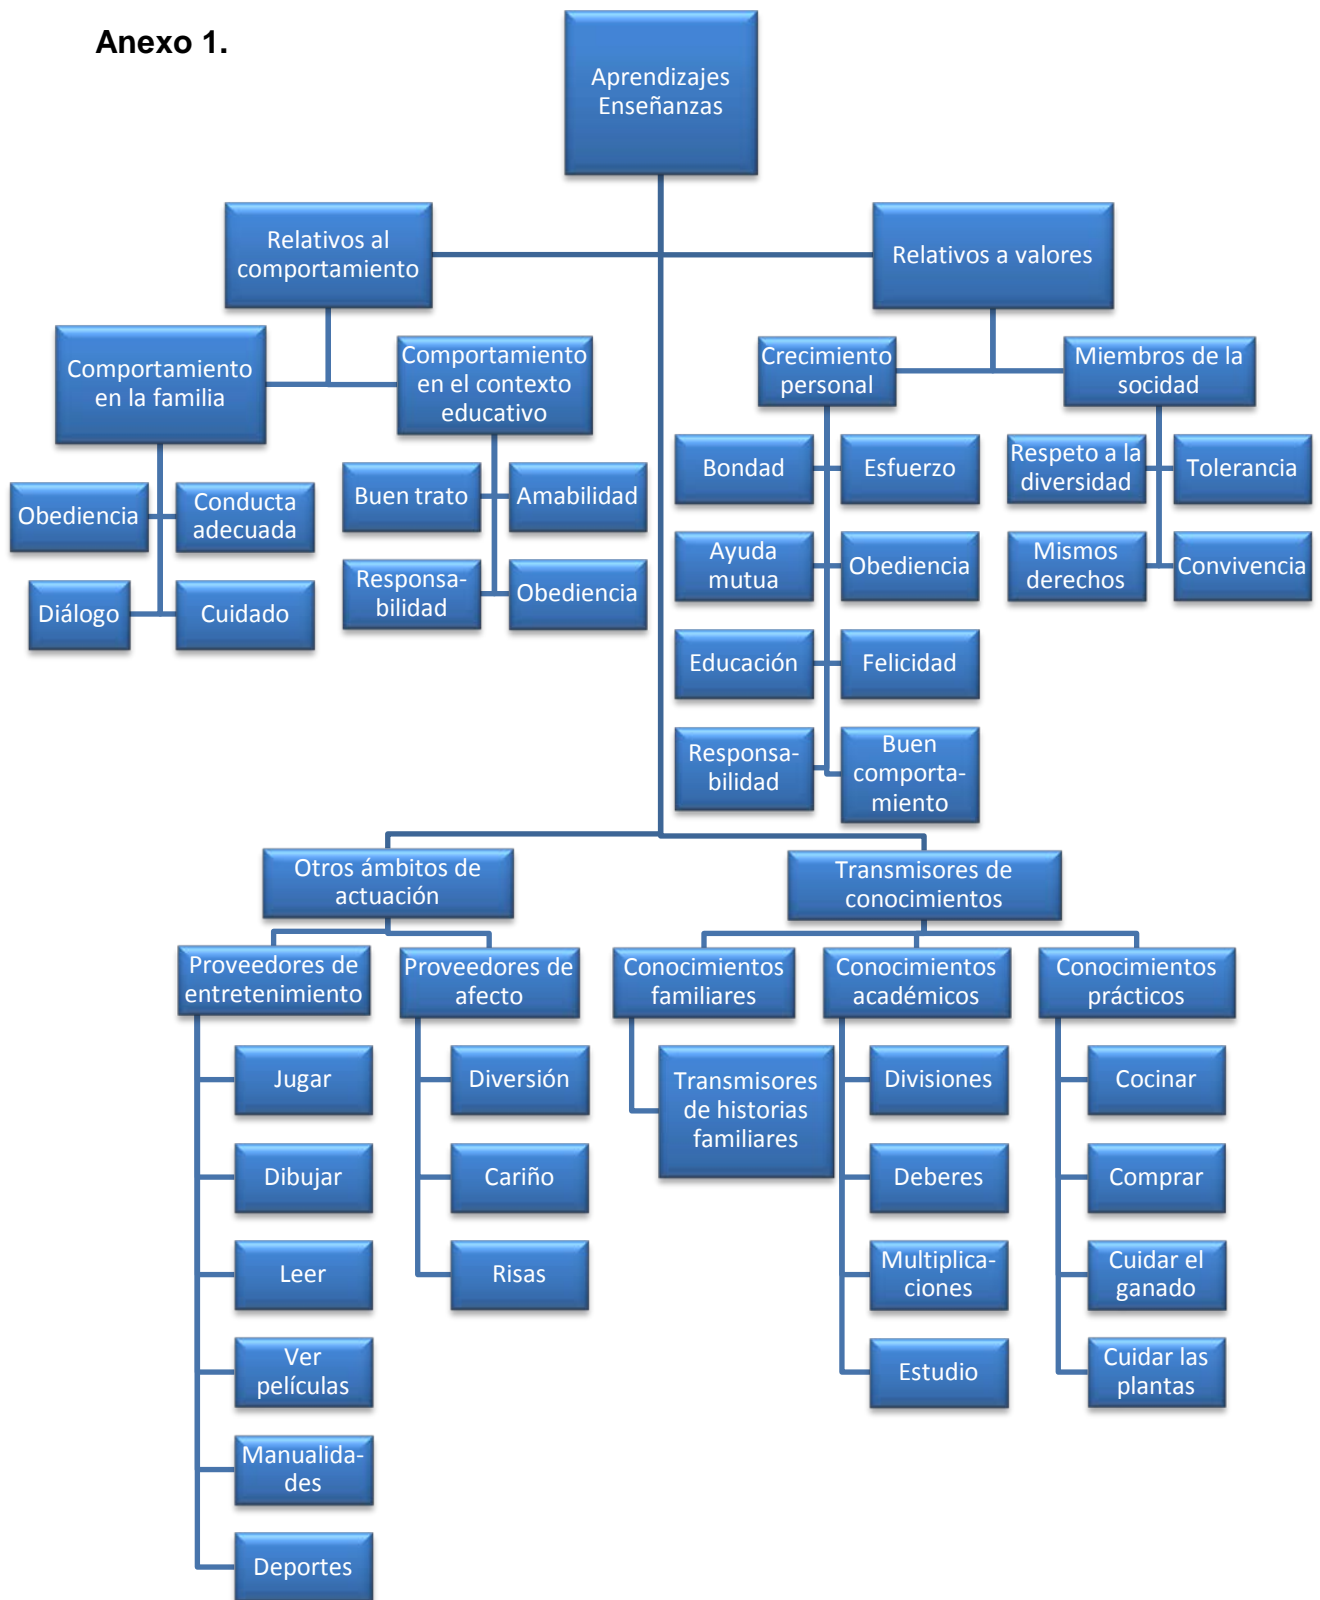 Anexo 1.
Aprendizajes
Enseñanzas
Relativos al
comportamiento
Relativos a valores
Comportamiento
en la familia
Comportamiento
en el contexto
educativo
Crecimiento
personal
Miembros de la
socidad
Obediencia
Conducta
adecuada
Diálogo
Cuidado
Buen trato
Amabilidad
Responsa-
bilidad
Obediencia
Bondad
Esfuerzo
Ayuda
mutua
Obediencia
Educación
Felicidad
Responsa-
bilidad
Buen
comporta-
miento
Respeto a la
diversidad
Tolerancia
Mismos
derechos
Convivencia
Otros ámbitos de
actuación
Transmisores de
conocimientos
Proveedores de
entretenimiento
Proveedores de
afecto
Conocimientos
familiares
Conocimientos
académicos
Conocimientos
prácticos
Jugar
Dibujar
Leer
Ver
películas
Manualida-
des
Deportes
Diversión
Cariño
Risas
Transmisores
de historias
familiares
Divisiones
Deberes
Multiplica-
ciones
Estudio
Cocinar
Comprar
Cuidar el
ganado
Cuidar las
plantas